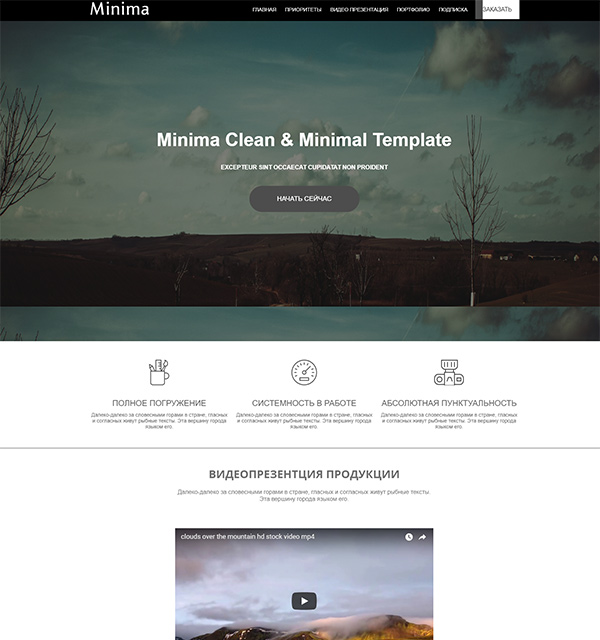 Minima
ГЛАВНАЯ ПРИОРИТЕТЫ ВИДЕО ПРЕЗЕНТАЦИЯ ПОРТФОЛИО ПОДПИСКА ЗАКАЗАТЬ
Minima Clean & Minimal Template
EXCEPTEUR SINT OCCAECAT CUPIDATAT NON PROIDENT
НАЧАТЬ СЕЙЧАС
ПОЛНОЕ ПОГРУЖЕНИЕ
Далеко-далеко за словесными горами в стране, гласных
и согласных живут рыбные тексты. Эта вершину города
языком его.
СИСТЕМНОСТЬ В РАБОТЕ
Далеко-далеко за словесными горами в стране, гласных
и согласных живут рыбные тексты. Эта вершину города
языком его.
АБСОЛЮТНАЯ ПУНКТУАЛЬНОСТЬ
Далеко-далеко за словесными горами в стране, гласных
и согласных живут рыбные тексты. Эта вершину города
языком его.
ВИДЕОПРЕЗЕНТЦИЯ ПРОДУКЦИИ
Далеко-далеко за словесными горами в стране, гласных и согласных живут рыбные тексты.
Эта вершину города языком его.
clouds over the mountain hd stock video mp4